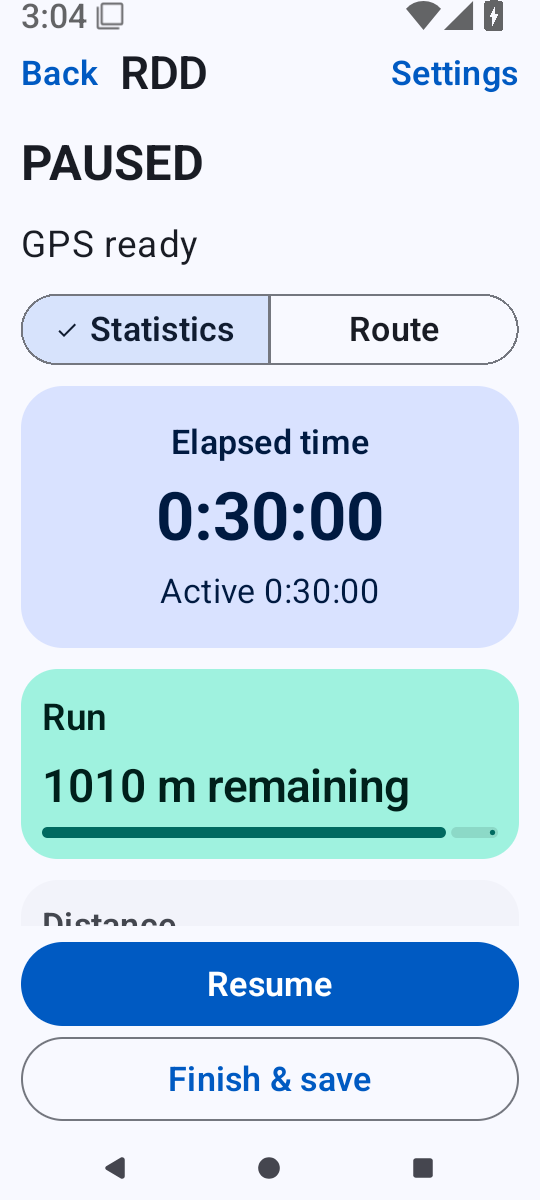 3:04
Back RDD Settings
PAUSED
GPS ready
Statistics Route
Elapsed time
0:30:00
Active 0:30:00
Run
1010 m remaining
Distance
Resume
Finish & save